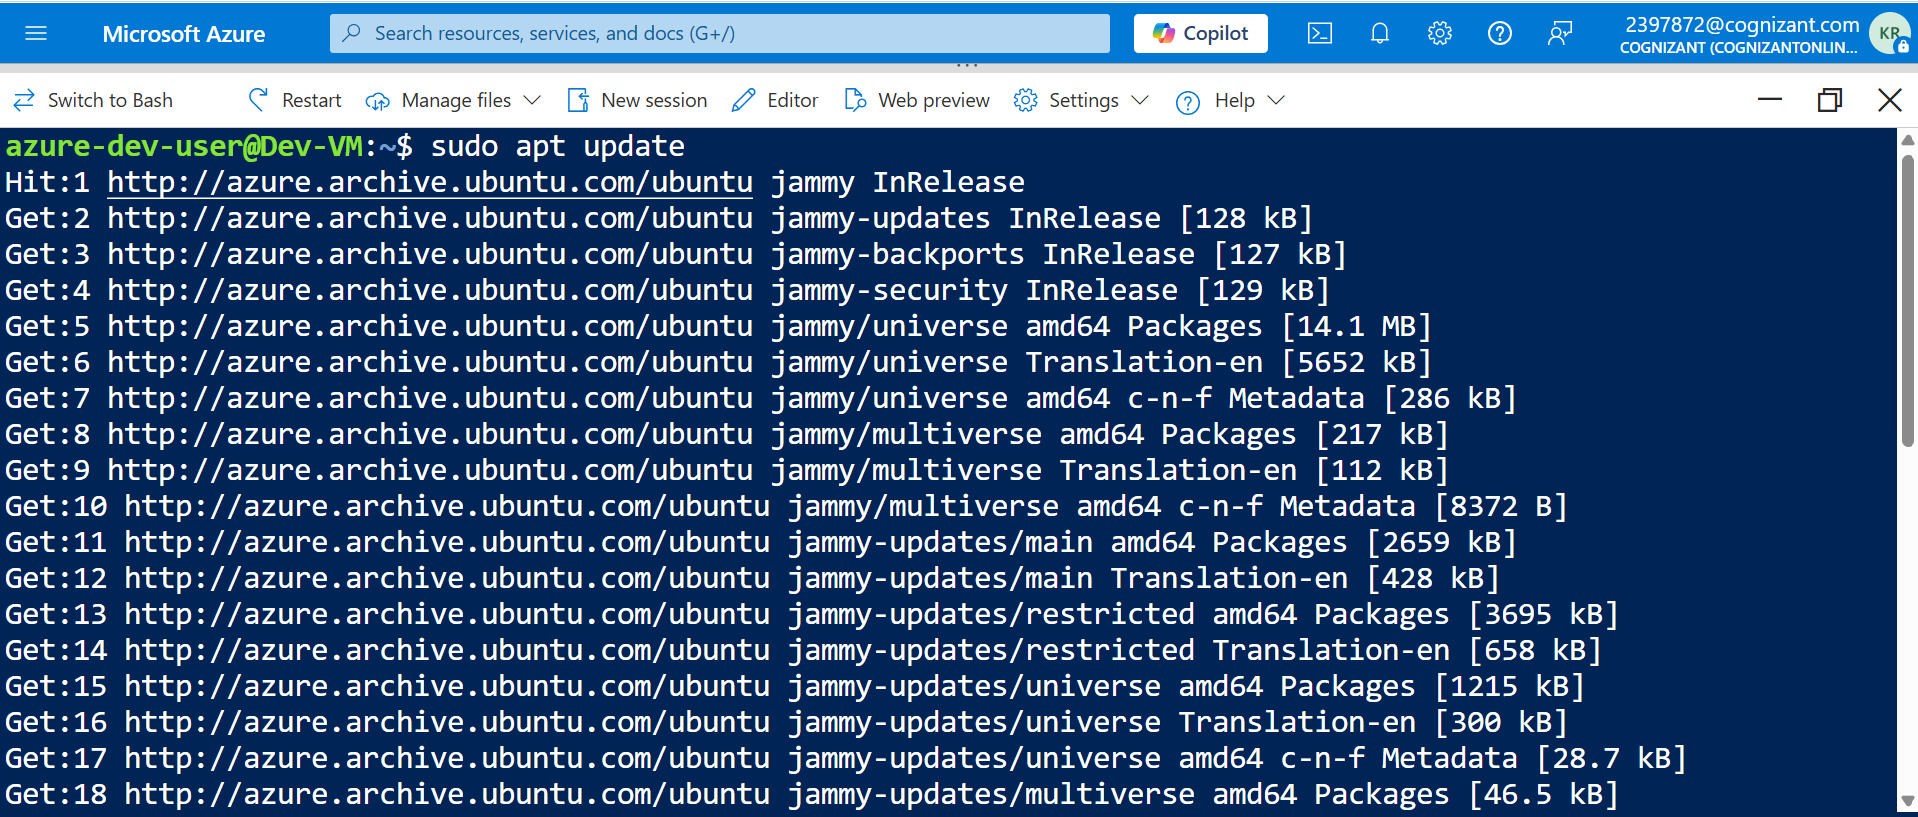 Microsoft Azure
Search resources, services, and docs (G+/)
Copilot
2397872@cognizant.com
COGNIZANT (COGNIZANTONLIN...
KR
Switch to Bash
Restart
Manage files
New session
Editor
Web preview
Settings
Help
azure-dev-user@Dev-VM:~$ sudo apt update
Hit:1 http://azure.archive.ubuntu.com/ubuntu jammy InRelease
Get:2 http://azure.archive.ubuntu.com/ubuntu jammy-updates InRelease [128 kB]
Get:3 http://azure.archive.ubuntu.com/ubuntu jammy-backports InRelease [127 kB]
Get:4 http://azure.archive.ubuntu.com/ubuntu jammy-security InRelease [129 kB]
Get:5 http://azure.archive.ubuntu.com/ubuntu jammy/universe amd64 Packages [14.1 MB]
Get:6 http://azure.archive.ubuntu.com/ubuntu jammy/universe Translation-en [5652 kB]
Get:7 http://azure.archive.ubuntu.com/ubuntu jammy/universe amd64 c-n-f Metadata [286 kB]
Get:8 http://azure.archive.ubuntu.com/ubuntu jammy/multiverse amd64 Packages [217 kB]
Get:9 http://azure.archive.ubuntu.com/ubuntu jammy/multiverse Translation-en [112 kB]
Get:10 http://azure.archive.ubuntu.com/ubuntu jammy/multiverse amd64 c-n-f Metadata [8372 B]
Get:11 http://azure.archive.ubuntu.com/ubuntu jammy-updates/main amd64 Packages [2659 kB]
Get:12 http://azure.archive.ubuntu.com/ubuntu jammy-updates/main Translation-en [428 kB]
Get:13 http://azure.archive.ubuntu.com/ubuntu jammy-updates/restricted amd64 Packages [3695 kB]
Get:14 http://azure.archive.ubuntu.com/ubuntu jammy-updates/restricted Translation-en [658 kB]
Get:15 http://azure.archive.ubuntu.com/ubuntu jammy-updates/universe amd64 Packages [1215 kB]
Get:16 http://azure.archive.ubuntu.com/ubuntu jammy-updates/universe Translation-en [300 kB]
Get:17 http://azure.archive.ubuntu.com/ubuntu jammy-updates/universe amd64 c-n-f Metadata [28.7 kB]
Get:18 http://azure.archive.ubuntu.com/ubuntu jammy-updates/multiverse amd64 Packages [46.5 kB]